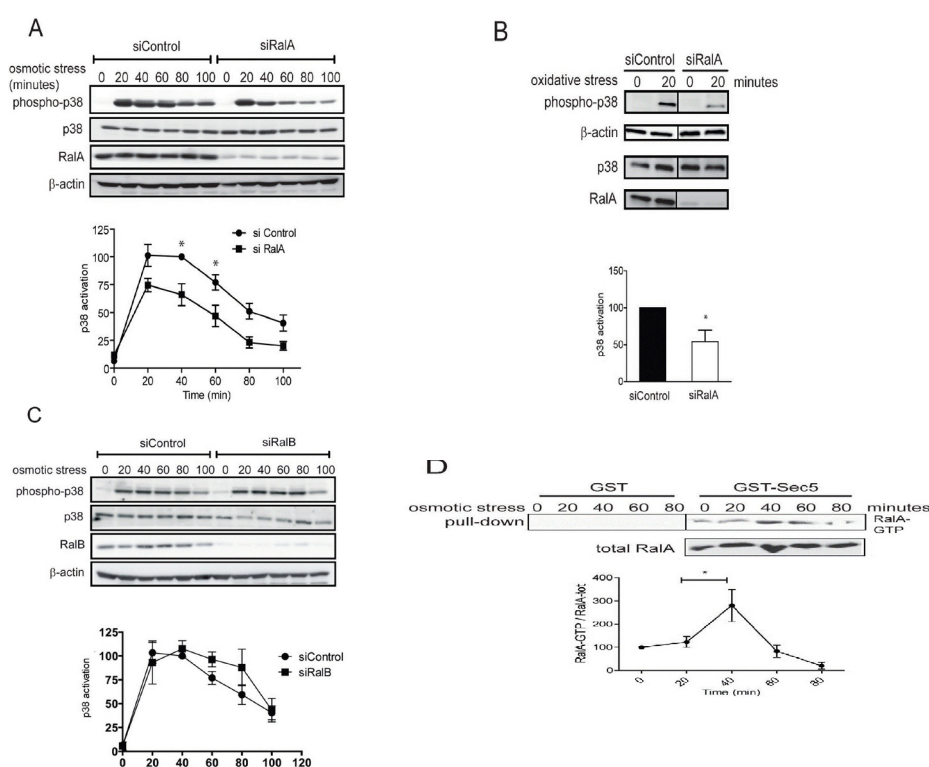 A
siControl siRalA
osmotic stress
(minutes)
0 20 40 60 80 100 0 20 40 60 80 100
phospho-p38
p38
RalA
β-actin
125
100
75
50
25
0
p38 activation
si Control
si RalA
*
*
0 20 40 60 80 100
Time (min)
B
siControl siRalA
oxidative stress 0 20 0 20 minutes
phospho-p38
β-actin
p38
RalA
150
100
50
0
p38 activation
*
siControl siRalA
C
siControl siRalB
osmotic stress 0 20 40 60 80 100 0 20 40 60 80 100
phospho-p38
p38
RalB
β-actin
125
100
75
50
25
0
p38 activation
siControl
siRalB
0 20 40 60 80 100 120
D
GST GST-Sec5
osmotic stress 0 20 40 60 80 0 20 40 60 80 minutes
pull-down RalA-
GTP
total RalA
400
300
200
100
0
RalA-GTP / RalA-tot
*
0 20 40 60 80
Time (min)